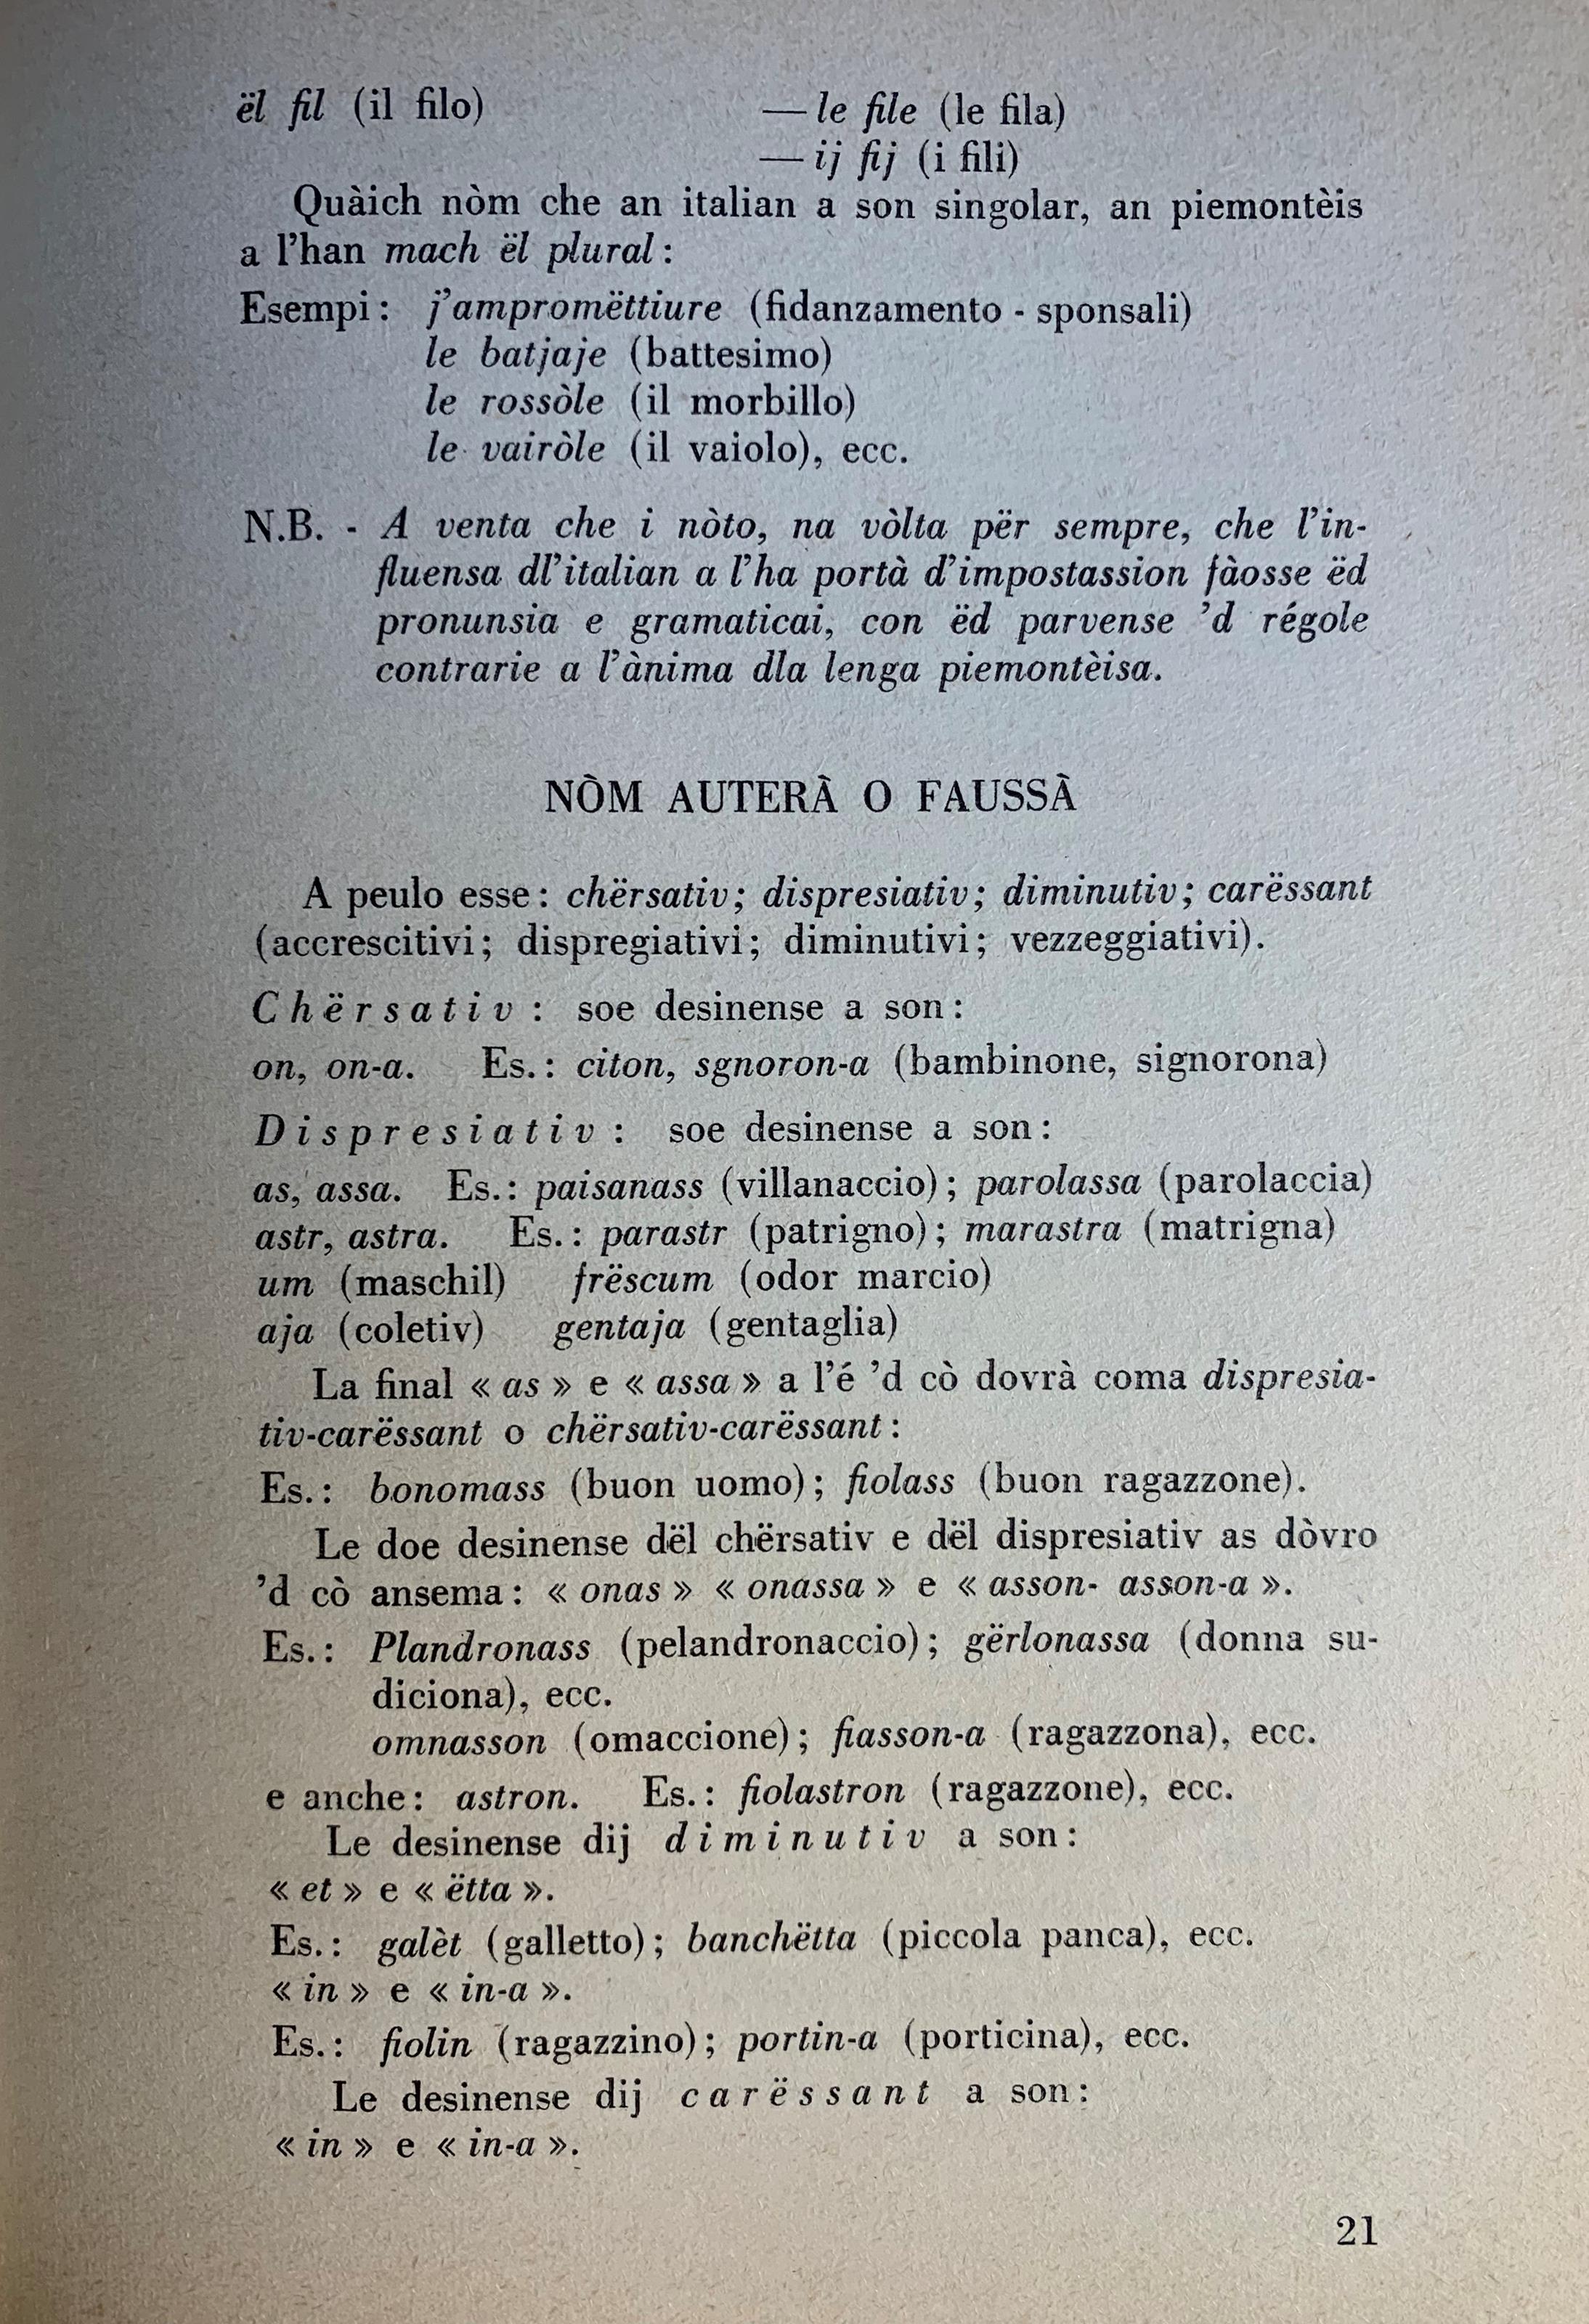 ël fil (il filo) — le file (le fila)
— ij fij (i fili)
Quàich nòm che an italian a son singolar, an piemontèis
a l'han mach ël plural :
Esempi : j'ampromëttiure (fidanzamento - sponsali)
le batjaje (battesimo)
le rossòle (il morbillo)
le vairòle (il vaiolo), ecc.
N.B. - A venta che i nòto, na vòlta për sempre, che l'in-
fluensa dl'italian a l'ha portà d'impostassion fàosse ëd
pronunsia e gramaticai, con ëd parvense 'd régole
contrarie a l'ànima dla lenga piemontèisa.
NÒM AUTERÀ O FAUSSÀ
A peulo esse : chërsativ ; dispresiativ ; diminutiv ; carëssant
(accrescitivi ; dispregiativi ; diminutivi ; vezzeggiativi).
Chërsativ : soe desinense a son :
on, on-a. Es. : citon, sgnoron-a (bambinone, signorona)
Dispresiativ : soe desinense a son :
as, assa. Es. : paisanass (villanaccio) ; parolassa (parolaccia)
astr, astra. Es. : parastr (patrigno) ; marastra (matrigna)
um (maschil) frëscum (odor marcio)
aja (coletiv) gentaja (gentaglia)
La final « as » e « assa » a l'é 'd cò dovrà coma dispresia-
tiv-carëssant o chërsativ-carëssant :
Es. : bonomass (buon uomo) ; fiolass (buon ragazzone).
Le doe desinense dël chërsativ e dël dispresiativ as dòvro
'd cò ansema : « onas » « onassa » e « asson- asson-a ».
Es. : Plandronass (pelandronaccio) ; gërlonassa (donna su-
diciona), ecc.
omnasson (omaccione) ; fiasson-a (ragazzona), ecc.
e anche : astron. Es. : fiolastron (ragazzone), ecc.
Le desinense dij diminutiv a son :
« et » e « ëtta ».
Es. : galèt (galletto) ; banchëtta (piccola panca), ecc.
« in » e « in-a ».
Es. : fiolin (ragazzino) ; portin-a (porticina), ecc.
Le desinense dij carëssant a son :
« in » e « in-a ».
21